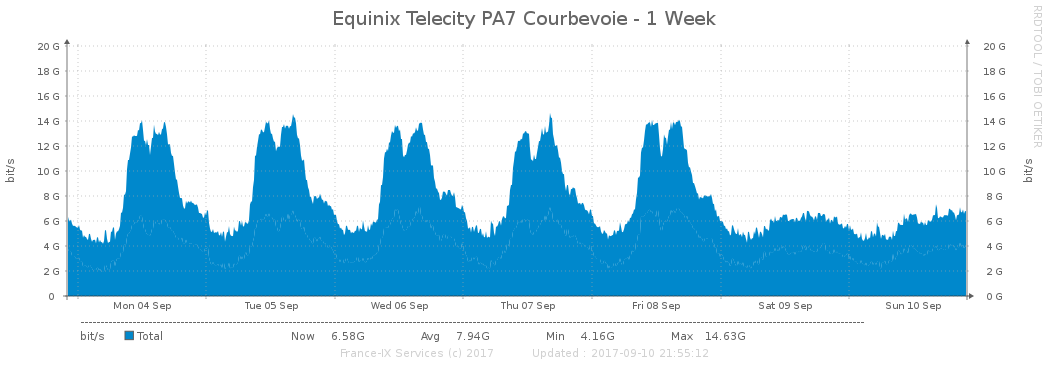 Equinix Telecity PA7 Courbevoie - 1 Week
RRDTOOL / TOBI OETIKER
bit/s
20 G 20 G
18 G 18 G
16 G 16 G
14 G 14 G
12 G 12 G
10 G 10 G
8 G 8 G
6 G 6 G
4 G 4 G
2 G 2 G
0 0 G
bit/s
Mon 04 Sep Tue 05 Sep Wed 06 Sep Thu 07 Sep Fri 08 Sep Sat 09 Sep Sun 10 Sep
bit/s Total Now 6.58G Avg 7.94G Min 4.16G Max 14.63G
France-IX Services (c) 2017 Updated : 2017-09-10 21:55:12